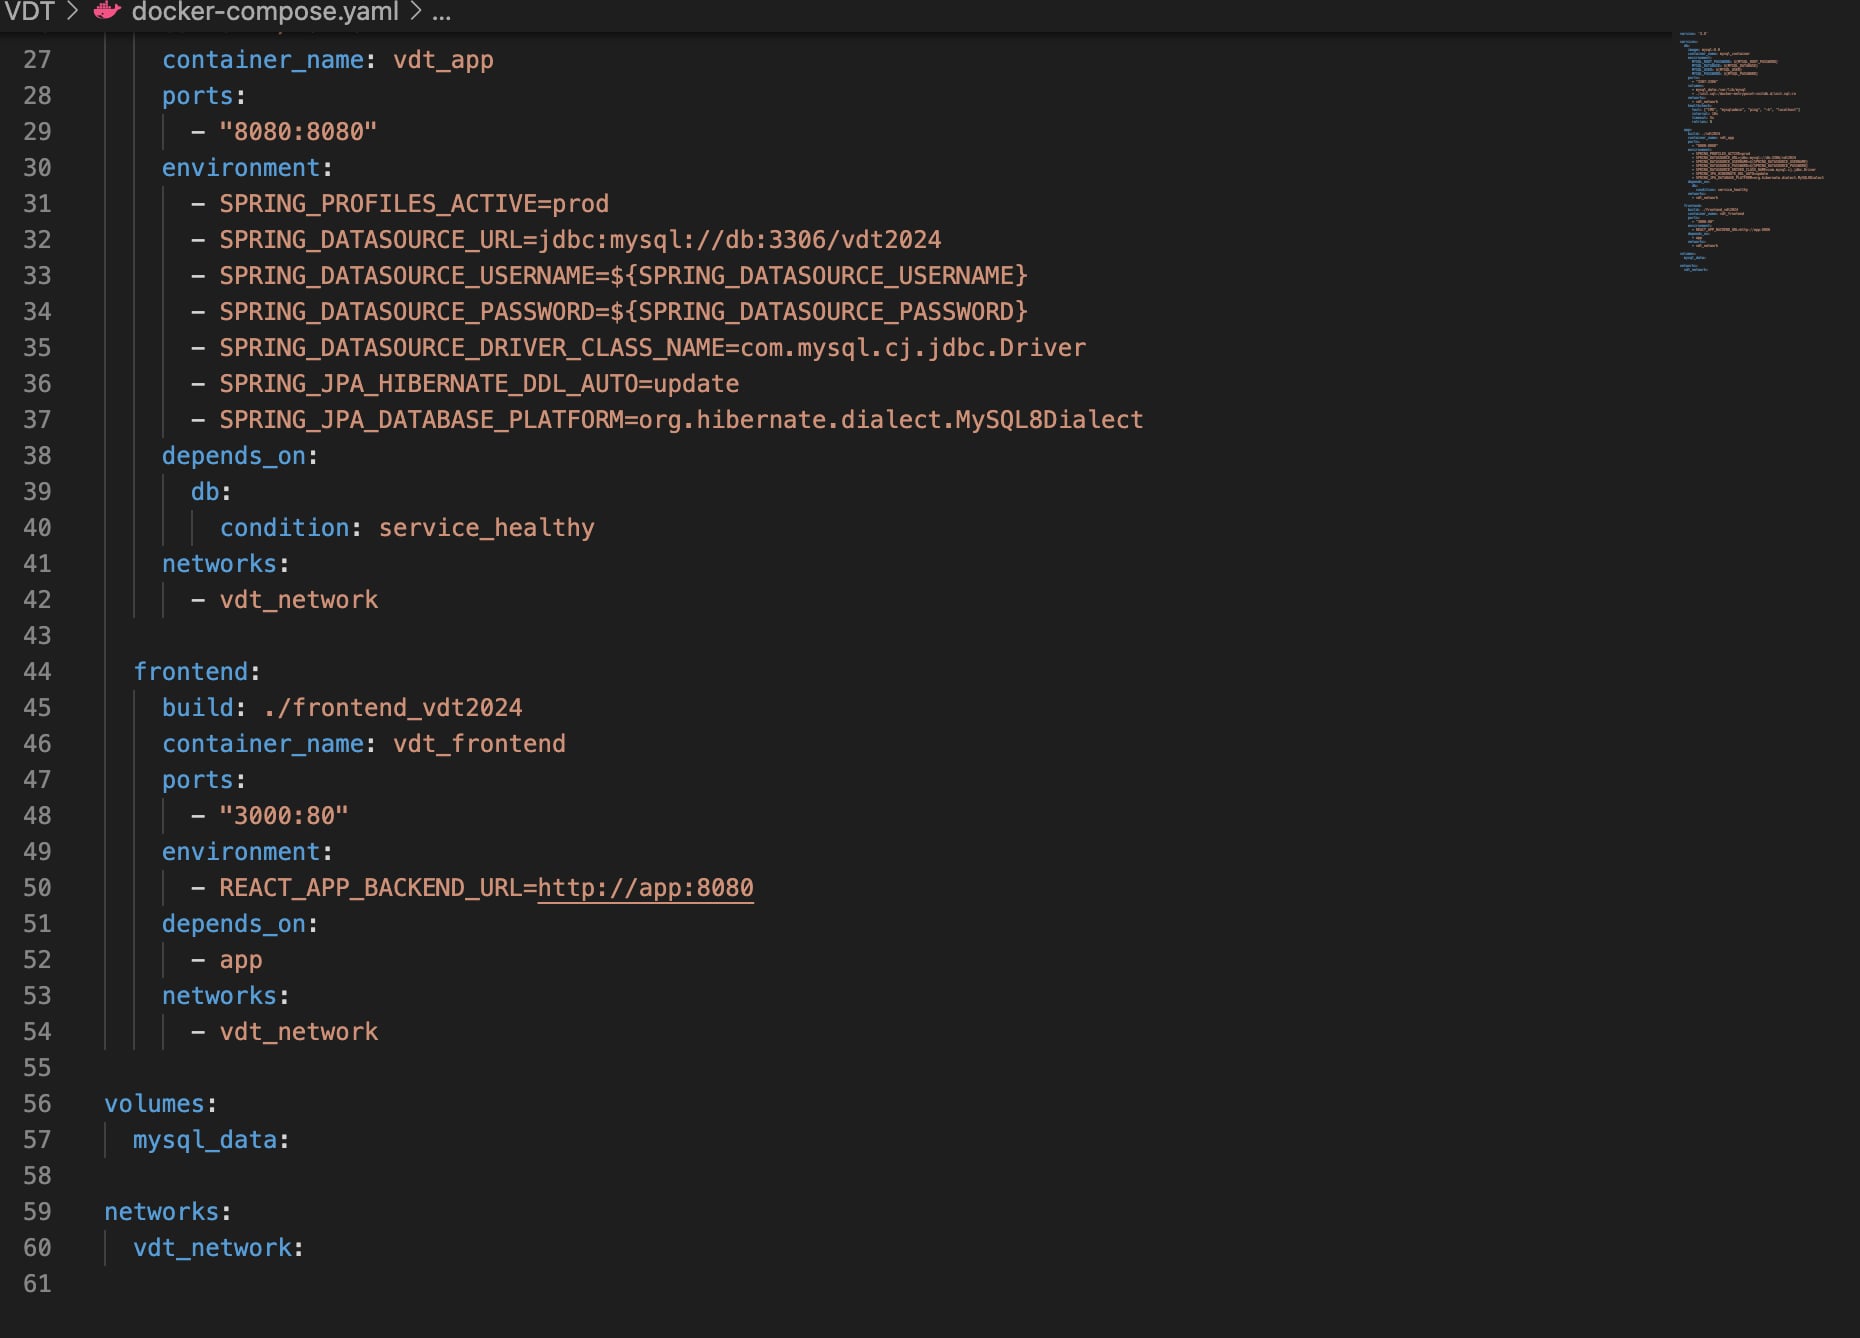 VDT > docker-compose.yaml > ...
27 container_name: vdt_app
28 ports:
29 - "8080:8080"
30 environment:
31 - SPRING_PROFILES_ACTIVE=prod
32 - SPRING_DATASOURCE_URL=jdbc:mysql://db:3306/vdt2024
33 - SPRING_DATASOURCE_USERNAME=${SPRING_DATASOURCE_USERNAME}
34 - SPRING_DATASOURCE_PASSWORD=${SPRING_DATASOURCE_PASSWORD}
35 - SPRING_DATASOURCE_DRIVER_CLASS_NAME=com.mysql.cj.jdbc.Driver
36 - SPRING_JPA_HIBERNATE_DDL_AUTO=update
37 - SPRING_JPA_DATABASE_PLATFORM=org.hibernate.dialect.MySQL8Dialect
38 depends_on:
39 db:
40 condition: service_healthy
41 networks:
42 - vdt_network
43
44 frontend:
45 build: ./frontend_vdt2024
46 container_name: vdt_frontend
47 ports:
48 - "3000:80"
49 environment:
50 - REACT_APP_BACKEND_URL=http://app:8080
51 depends_on:
52 - app
53 networks:
54 - vdt_network
55
56 volumes:
57 mysql_data:
58
59 networks:
60 vdt_network:
61